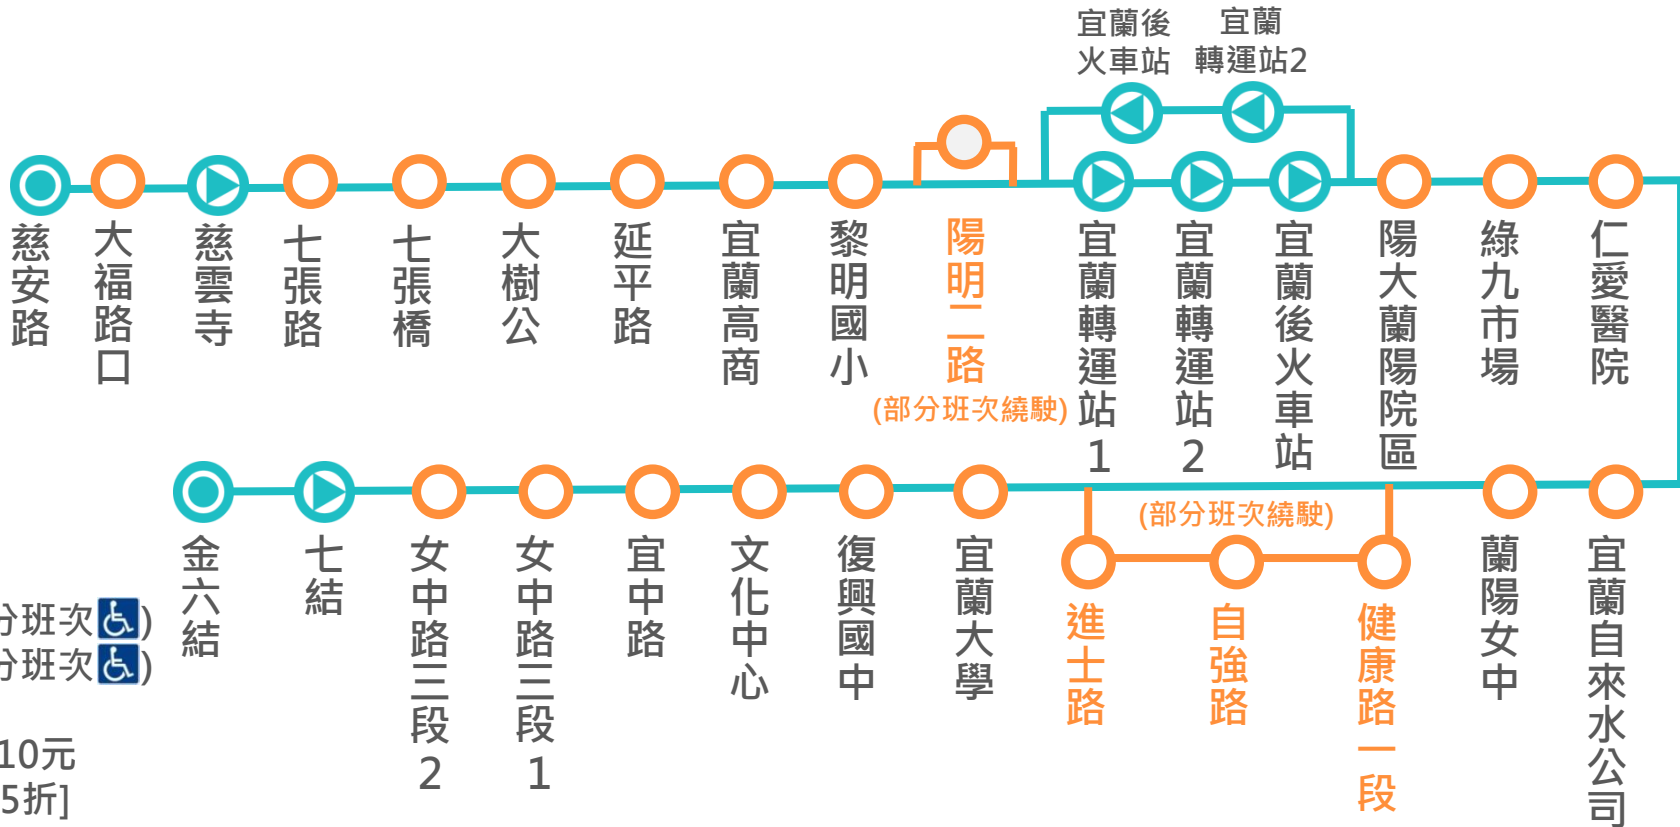 宜蘭後
火車站
宜蘭
轉運站2
慈安路
大福路口
慈雲寺
七張路
七張橋
大樹公
延平路
宜蘭高商
黎明國小
陽明二路
(部分班次繞駛)
宜蘭轉運站1
宜蘭轉運站2
宜蘭後火車站
陽大蘭陽院區
綠九市場
仁愛醫院
金六結
七結
女中路三段2
女中路三段1
宜中路
文化中心
復興國中
宜蘭大學
(部分班次繞駛)
進士路
自強路
健康路一段
蘭陽女中
宜蘭自來水公司
分班次♿)
分班次♿)
10元
5折]